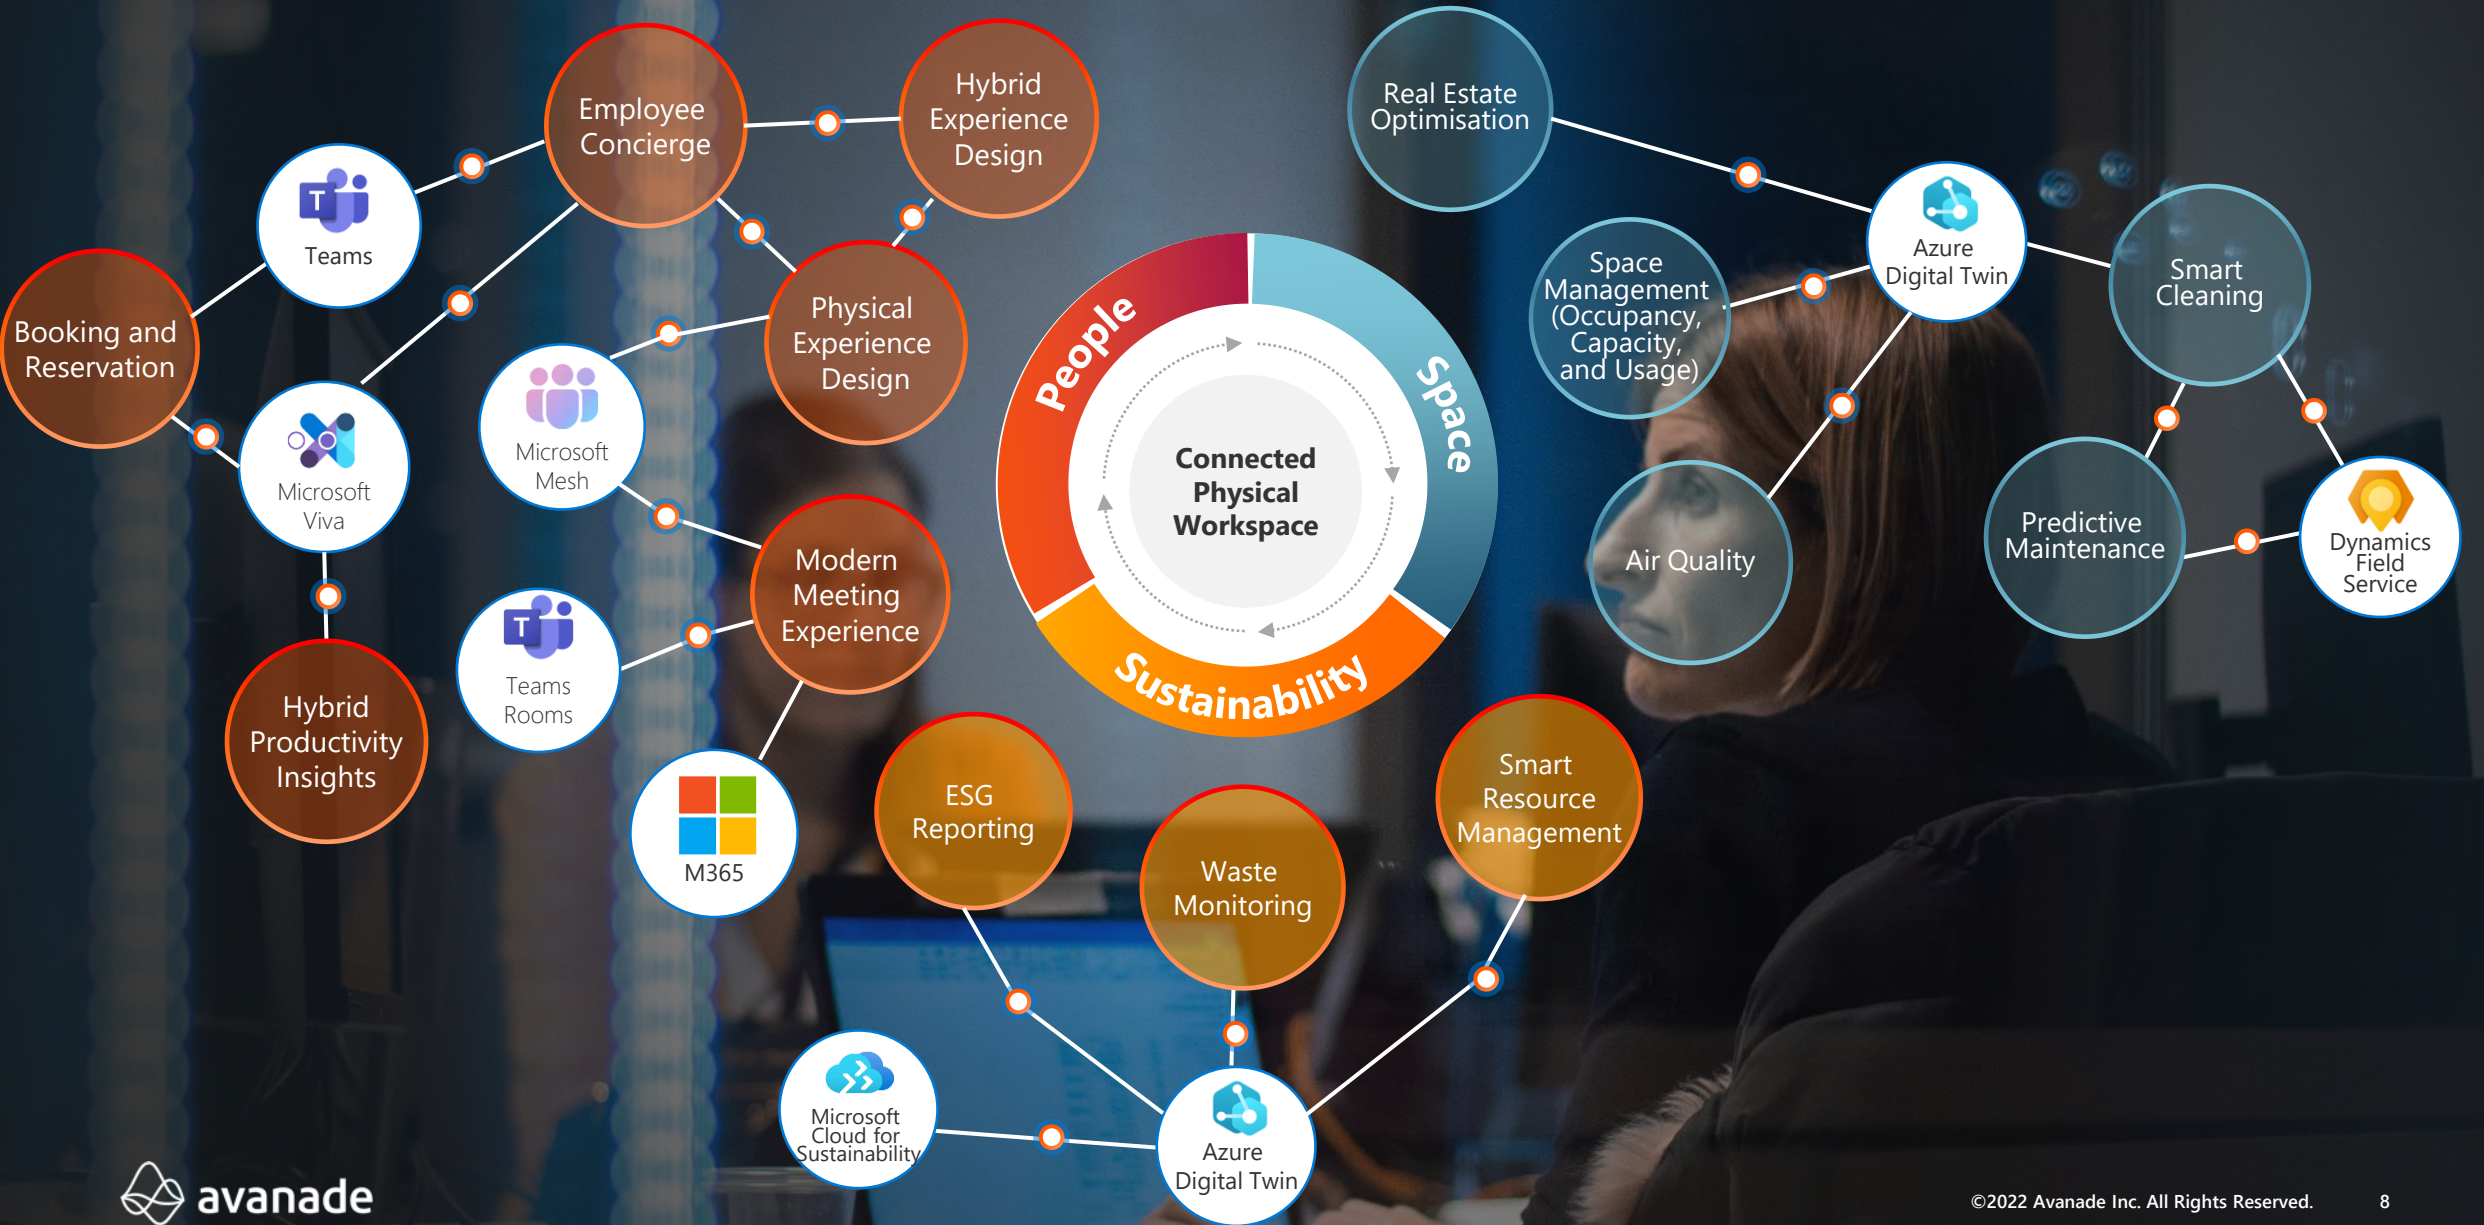 Employee
Concierge
Hybrid
Experience
Design
Teams
Booking and
Reservation
Physical
Experience
Design
Microsoft
Mesh
Microsoft
Viva
Modern
Meeting
Experience
Teams
Rooms
Hybrid
Productivity
Insights
M365
People
Space
Sustainability
Connected
Physical
Workspace
Real Estate
Optimisation
Azure
Digital Twin
Space
Management
(Occupancy,
Capacity,
and Usage)
Smart
Cleaning
Air Quality
Predictive
Maintenance
Dynamics
Field
Service
ESG
Reporting
Waste
Monitoring
Smart
Resource
Management
Microsoft
Cloud for
Sustainability
Azure
Digital Twin
avanade
©2022 Avanade Inc. All Rights Reserved.
8